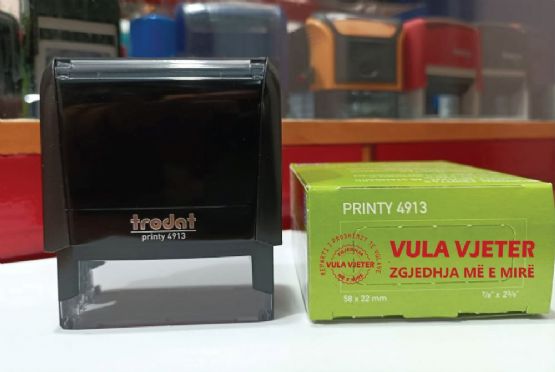 trodat
printy 4913
PRINTY 4913
VULA VJETER
ZGJEDHJA MË E MIRË
VULA VJETER
58 x 22 mm